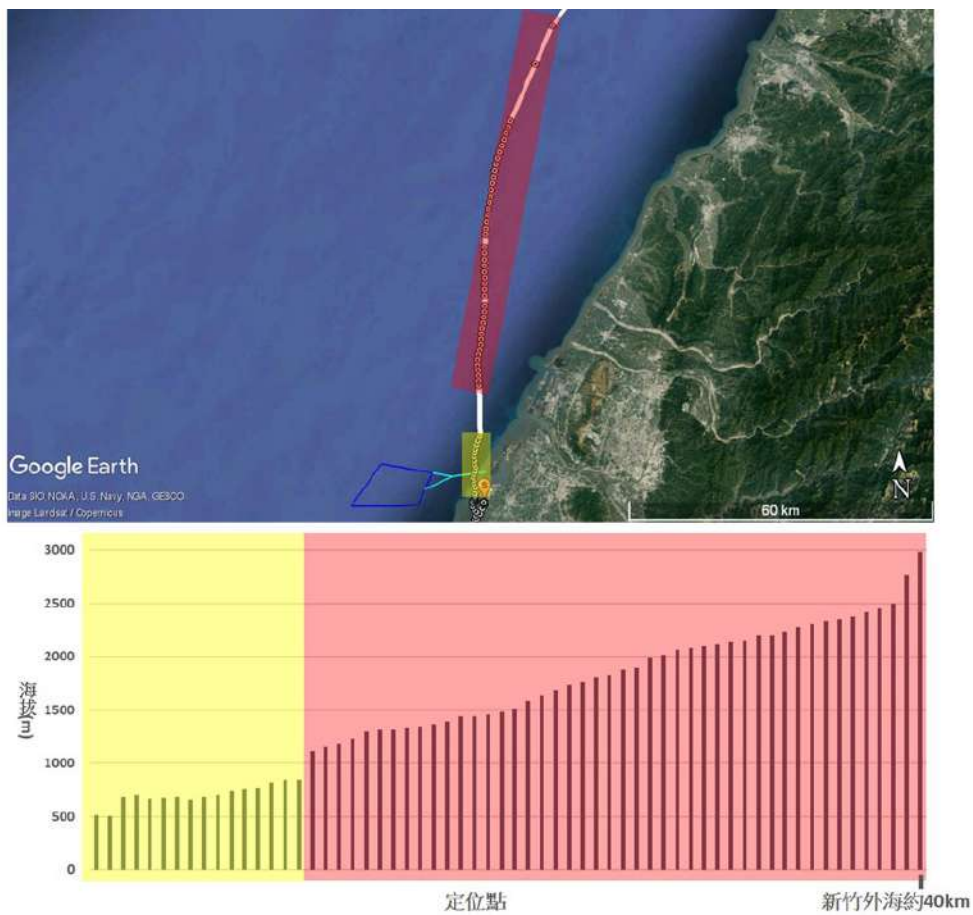 Google Earth
Data SIO, NOAA, U.S. Navy, NGA, GEBCO
Image Landsat / Copernicus
N
60 km
3000
2500
2000
1500
1000
500
0
海拔(m)
定位點
新竹外海約40km